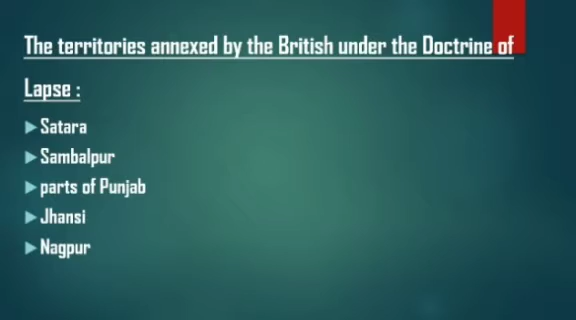 The territories annexed by the British under the Doctrine of
Lapse :
Satara
Sambalpur
parts of Punjab
Jhansi
Nagpur